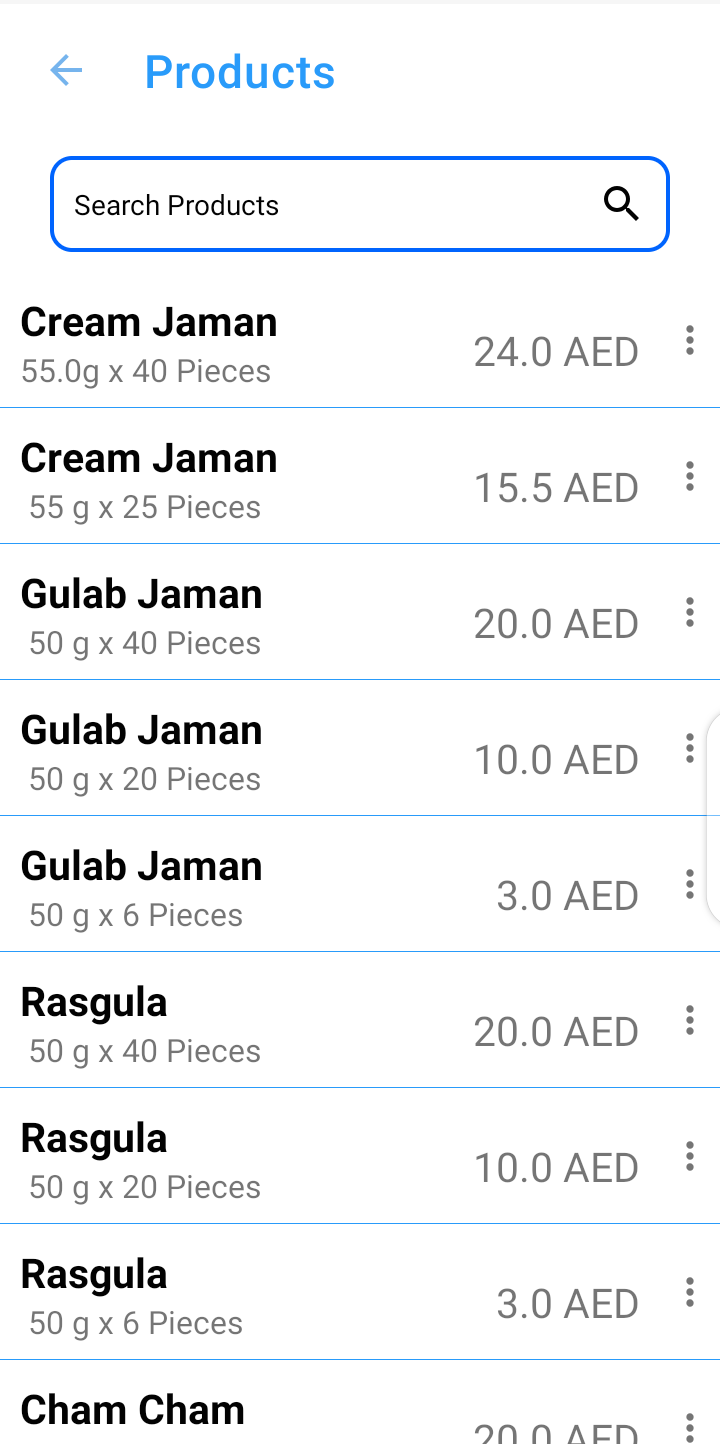 Products
Search Products
Cream Jaman
55.0g x 40 Pieces
24.0 AED
Cream Jaman
55 g x 25 Pieces
15.5 AED
Gulab Jaman
50 g x 40 Pieces
20.0 AED
Gulab Jaman
50 g x 20 Pieces
10.0 AED
Gulab Jaman
50 g x 6 Pieces
3.0 AED
Rasgula
50 g x 40 Pieces
20.0 AED
Rasgula
50 g x 20 Pieces
10.0 AED
Rasgula
50 g x 6 Pieces
3.0 AED
Cham Cham
20.0 AED